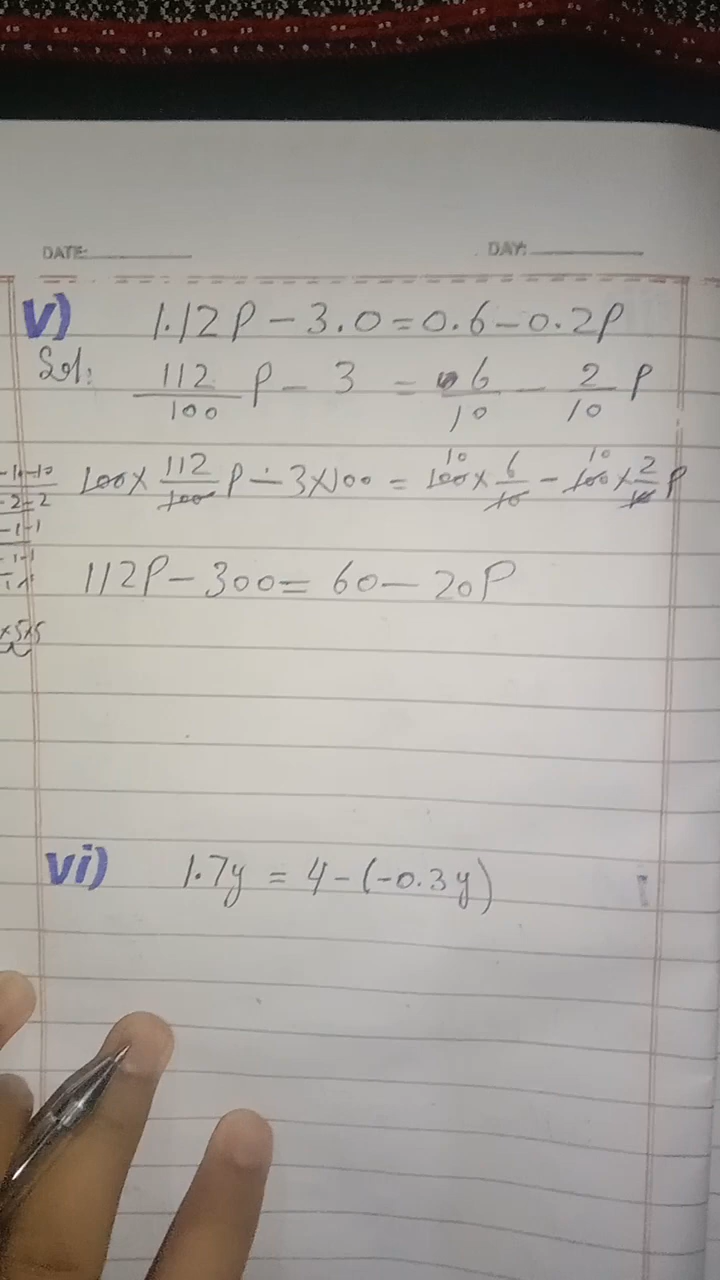 DATE: DAY:
v) 1.12P - 3.0 = 0.6 - 0.2P
Sol: 112/100 P - 3 = 6/10 - 2/10 P
100 × 112/100 P - 3×100 = 10 100 × 6/10 - 10 100 × 2/10 P
112P - 300 = 60 - 20P
vi) 1.7y = 4 - (-0.3y)